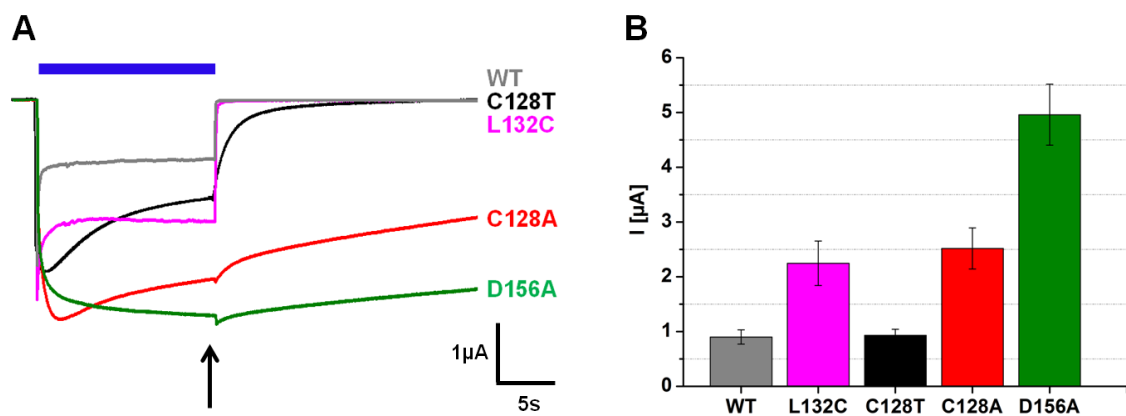 A
WT
C128T
L132C
C128A
D156A
1µA
5s
B
I [µA]
6
5
4
3
2
1
0
WT L132C C128T C128A D156A